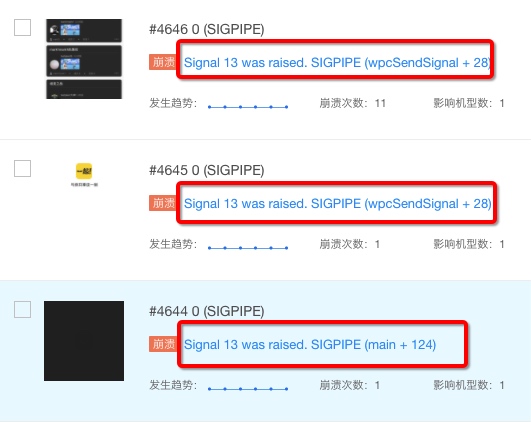 #4646 0 (SIGPIPE)
崩溃 Signal 13 was raised. SIGPIPE (wpcSendSignal + 28)
发生趋势： 崩溃次数：11 影响机型数：1
#4645 0 (SIGPIPE)
一起!
崩溃 Signal 13 was raised. SIGPIPE (wpcSendSignal + 28)
发生趋势： 崩溃次数：1 影响机型数：1
#4644 0 (SIGPIPE)
崩溃 Signal 13 was raised. SIGPIPE (main + 124)
发生趋势： 崩溃次数：1 影响机型数：1